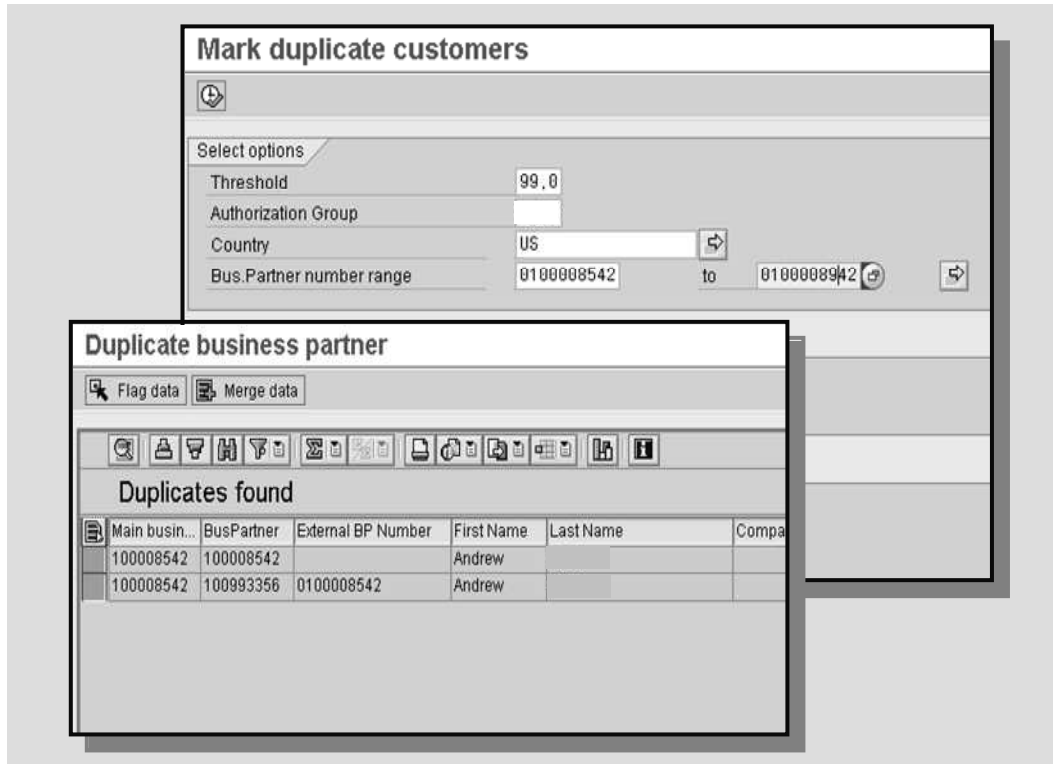 Mark duplicate customers
Select options
Threshold 99,0
Authorization Group
Country US
Bus.Partner number range 0100008542 to 0100008942
Duplicate business partner
Flag data Merge data
Duplicates found
Main busin... BusPartner External BP Number First Name Last Name Compa
100008542 100008542 Andrew
100008542 100993356 0100008542 Andrew